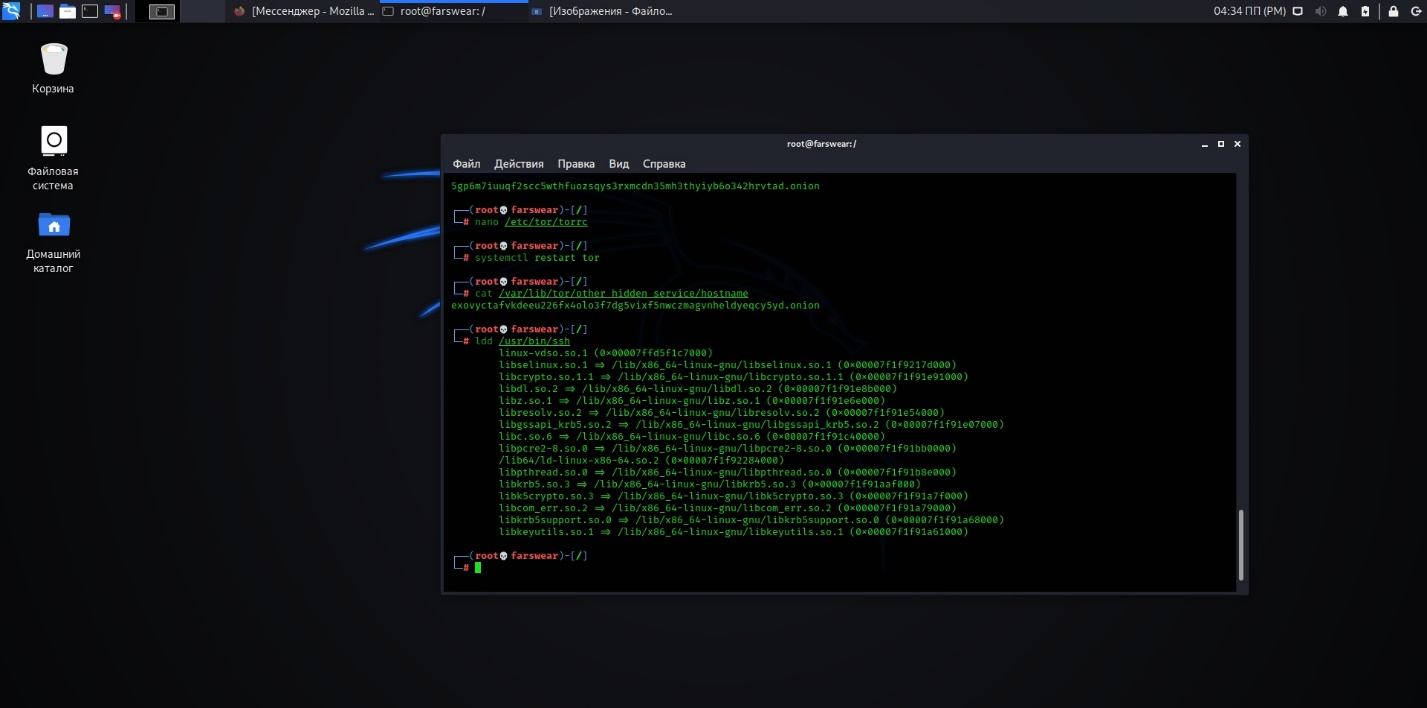 [Мессенджер - Mozilla ...
root@farswear: /
[Изображения - Файло...
04:34 ПП (PM)
Корзина
Файловая
система
Домашний
каталог
root@farswear: /
Файл Действия Правка Вид Справка
5gp6m7iuuqf2scc5wthfuozsqys3rxmcdn35mh3thyiyb6o342hrvtad.onion
┌──(root💀farswear)-[/]
└─# nano /etc/tor/torrc
┌──(root💀farswear)-[/]
└─# systemctl restart tor
┌──(root💀farswear)-[/]
└─# cat /var/lib/tor/other_hidden_service/hostname
exovyctafvkdeeu226fx4olo3f7dg5vixf5nwczmagvnheldyeqcy5yd.onion
┌──(root💀farswear)-[/]
└─# ldd /usr/bin/ssh
linux-vdso.so.1 (0×00007ffd5f1c7000)
libselinux.so.1 ⇒ /lib/x86_64-linux-gnu/libselinux.so.1 (0×00007f1f9217d000)
libcrypto.so.1.1 ⇒ /lib/x86_64-linux-gnu/libcrypto.so.1.1 (0×00007f1f91e91000)
libdl.so.2 ⇒ /lib/x86_64-linux-gnu/libdl.so.2 (0×00007f1f91e8b000)
libz.so.1 ⇒ /lib/x86_64-linux-gnu/libz.so.1 (0×00007f1f91e6e000)
libresolv.so.2 ⇒ /lib/x86_64-linux-gnu/libresolv.so.2 (0×00007f1f91e54000)
libgssapi_krb5.so.2 ⇒ /lib/x86_64-linux-gnu/libgssapi_krb5.so.2 (0×00007f1f91e07000)
libc.so.6 ⇒ /lib/x86_64-linux-gnu/libc.so.6 (0×00007f1f91c40000)
libpcre2-8.so.0 ⇒ /lib/x86_64-linux-gnu/libpcre2-8.so.0 (0×00007f1f91bb0000)
/lib64/ld-linux-x86-64.so.2 (0×00007f1f92284000)
libpthread.so.0 ⇒ /lib/x86_64-linux-gnu/libpthread.so.0 (0×00007f1f91b8e000)
libkrb5.so.3 ⇒ /lib/x86_64-linux-gnu/libkrb5.so.3 (0×00007f1f91aaf000)
libk5crypto.so.3 ⇒ /lib/x86_64-linux-gnu/libk5crypto.so.3 (0×00007f1f91a7f000)
libcom_err.so.2 ⇒ /lib/x86_64-linux-gnu/libcom_err.so.2 (0×00007f1f91a79000)
libkrb5support.so.0 ⇒ /lib/x86_64-linux-gnu/libkrb5support.so.0 (0×00007f1f91a68000)
libkeyutils.so.1 ⇒ /lib/x86_64-linux-gnu/libkeyutils.so.1 (0×00007f1f91a61000)
┌──(root💀farswear)-[/]
└─#